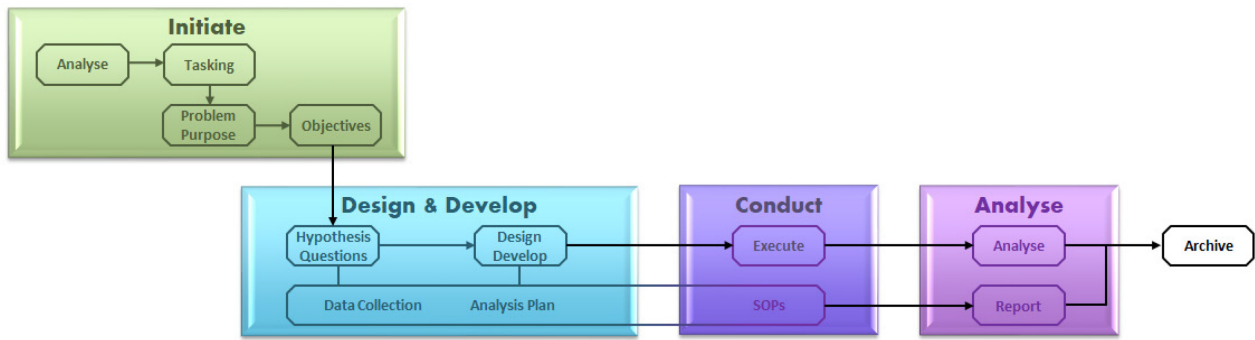 Initiate
Analyse
Tasking
Problem
Purpose
Objectives
Design & Develop
Hypothesis
Questions
Design
Develop
Data Collection
Analysis Plan
Conduct
Execute
SOPs
Analyse
Analyse
Report
Archive